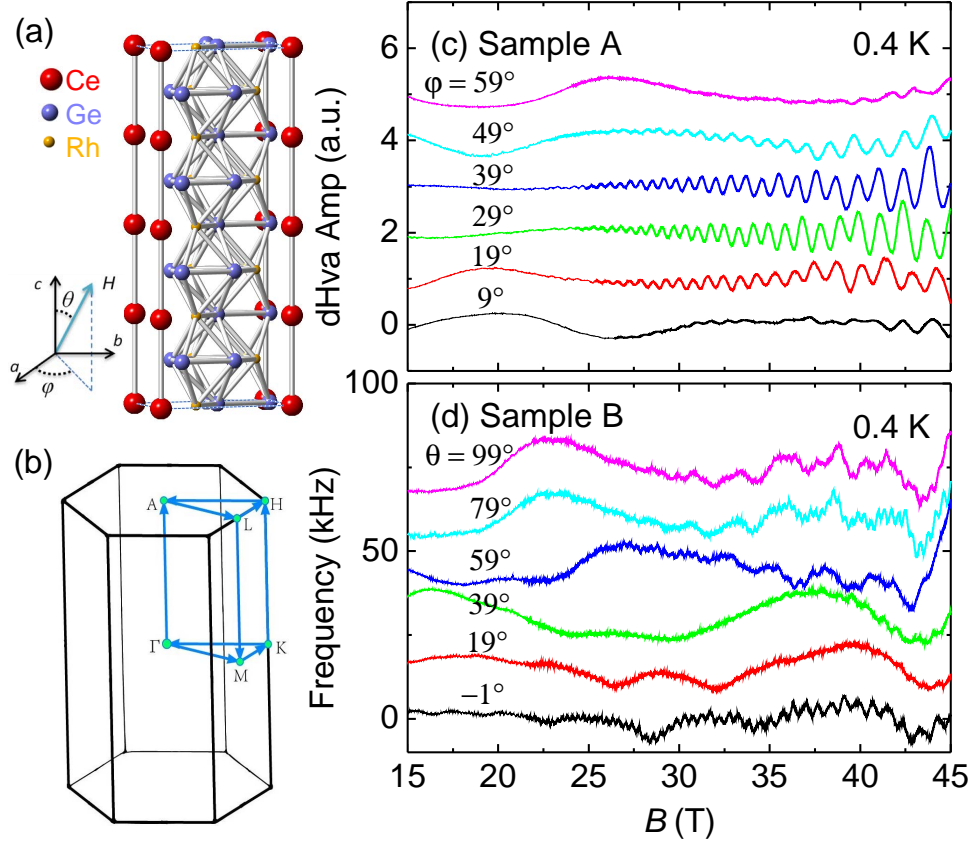 (a)
Ce
Ge
Rh
c
θ
H
b
a
φ
(b)
A
H
L
Γ
K
M
(c) Sample A
0.4 K
φ = 59°
49°
39°
29°
19°
9°
dHva Amp (a.u.)
6
4
2
0
(d) Sample B
0.4 K
θ = 99°
79°
59°
39°
19°
−1°
Frequency (kHz)
100
50
0
15
20
25
30
35
40
45
B (T)